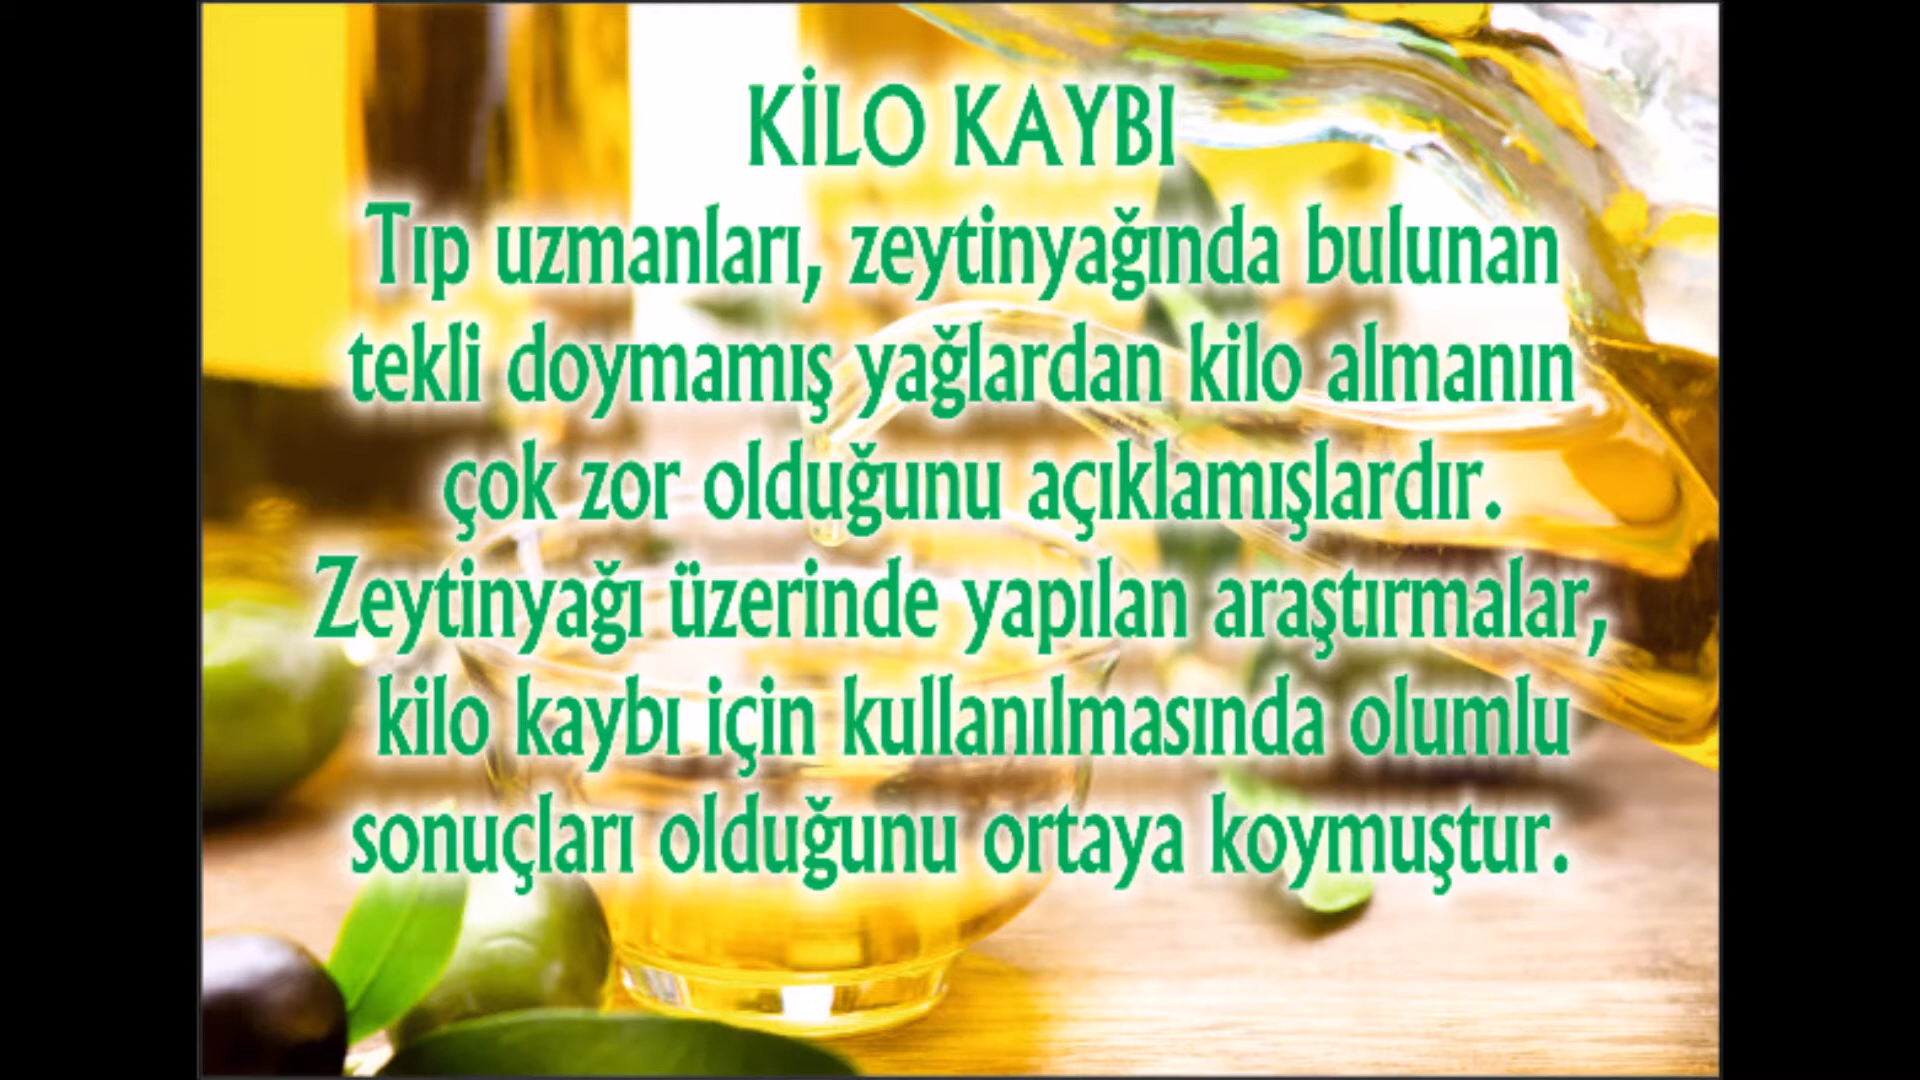 KİLO KAYBI
Tıp uzmanları, zeytinyağında bulunan
tekli doymamış yağlardan kilo almanın
çok zor olduğunu açıklamışlardır.
Zeytinyağı üzerinde yapılan araştırmalar,
kilo kaybı için kullanılmasında olumlu
sonuçları olduğunu ortaya koymuştur.